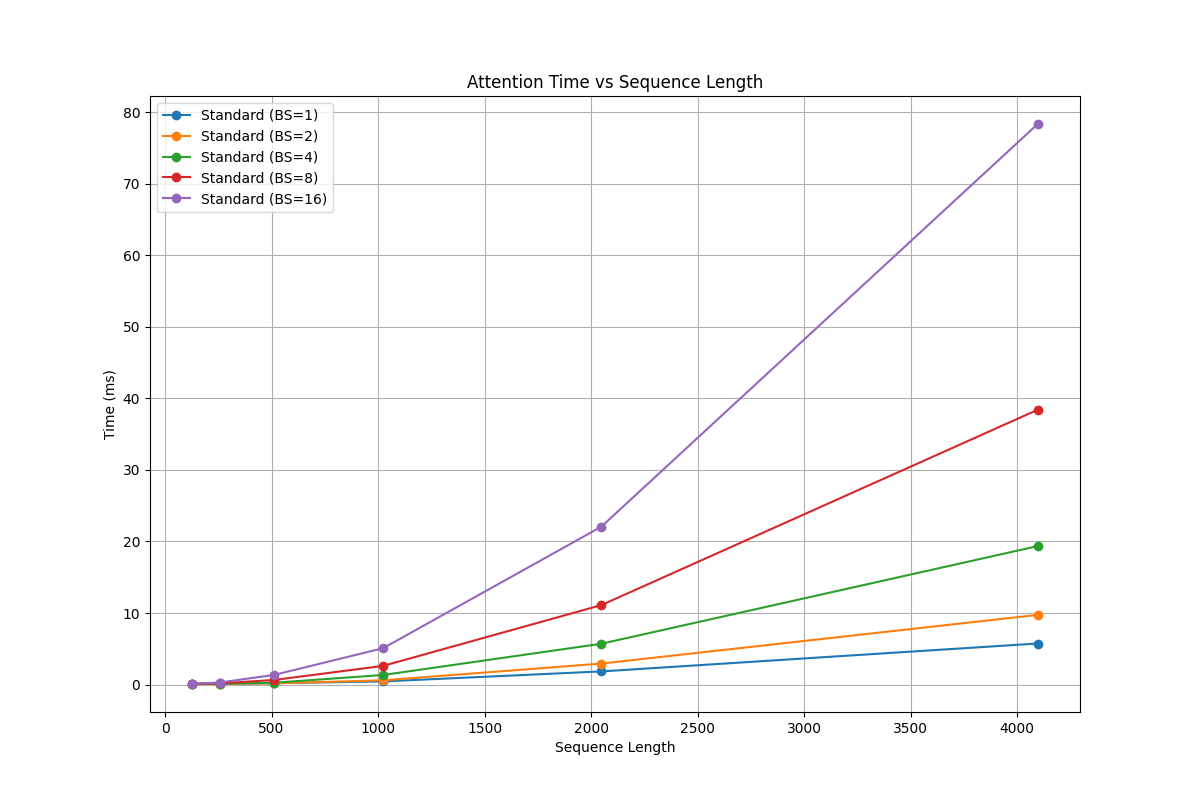 Attention Time vs Sequence Length
Standard (BS=1)
Standard (BS=2)
Standard (BS=4)
Standard (BS=8)
Standard (BS=16)
80
70
60
50
40
30
20
10
0
Time (ms)
0 500 1000 1500 2000 2500 3000 3500 4000
Sequence Length